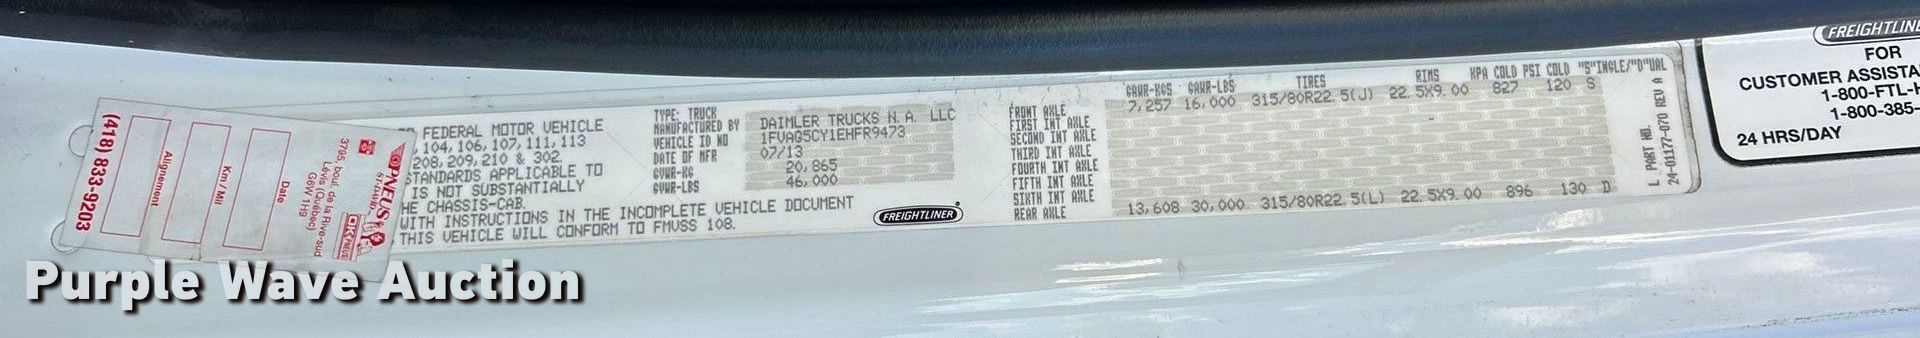 (418) 833-9203
Alignement
Km / Mil
Date
3795, boul. de la Rive-sud
Lévis (Québec)
G6W 1H9
PNEUS
OK PNEUS
FEDERAL MOTOR VEHICLE
104, 106, 107, 111, 113
208, 209, 210 & 302.
STANDARDS APPLICABLE TO
IS NOT SUBSTANTIALLY
HE CHASSIS-CAB.
WITH INSTRUCTIONS IN THE INCOMPLETE VEHICLE DOCUMENT
THIS VEHICLE WILL CONFORM TO FMVSS 108.
TYPE: TRUCK
MANUFACTURED BY DAIMLER TRUCKS N.A. LLC
VEHICLE ID NO 1FVAG5CY1EHFR9473
DATE OF MFR 07/13
GVWR-KG 20,865
GVWR-LBS 46,000
FREIGHTLINER
GAWR-KGS GAWR-LBS TIRES RIMS KPA COLD PSI COLD "S"INGLE/"D"UAL
FRONT AXLE 7,257 16,000 315/80R22.5(J) 22.5X9.00 827 120 S
FIRST INT AXLE
SECOND INT AXLE
THIRD INT AXLE
FOURTH INT AXLE
FIFTH INT AXLE
SIXTH INT AXLE
REAR AXLE 13,608 30,000 315/80R22.5(L) 22.5X9.00 896 130 D
L PART NO.
24-01177-070 REV A
FREIGHTLINE
FOR
CUSTOMER ASSISTA
1-800-FTL-H
1-800-385-
24 HRS/DAY
Purple Wave Auction